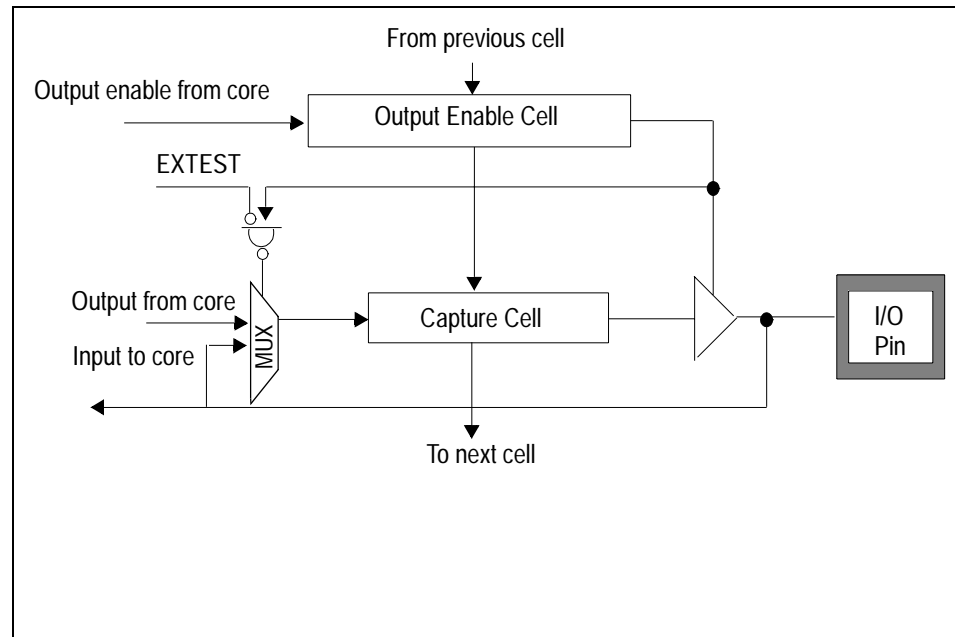 From previous cell
Output enable from core
Output Enable Cell
EXTEST
Output from core
Capture Cell
I/O
Pin
Input to core
MUX
To next cell